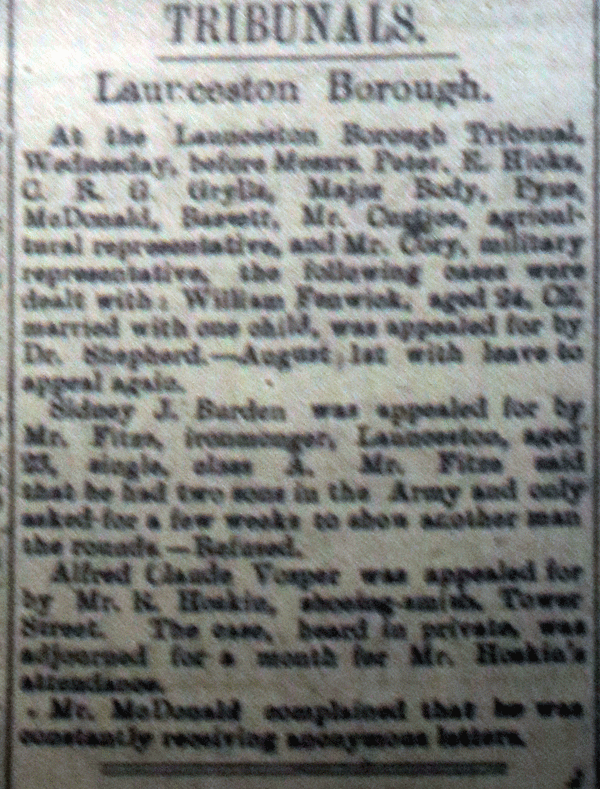 TRIBUNALS.
Launceston Borough.
At the Launceston Borough Tribunal,
Wednesday, before Messrs. Peter, E. Hicks,
C. R. G. Grylls, Major Body, Pyne,
McDonald, Bassett, Mr. agricul-
tural representative, and Mr. Cory, military
representative, the following cases were
dealt with: William Fenwick, aged 24,
married with one child, was appealed for by
Dr. Shepherd.—August 1st with leave to
appeal again.
Sidney J. Burden was appealed for by
Mr. Fitze, ironmonger, Launceston, aged
23, single, class A. Mr. Fitze said
that he had two sons in the Army and only
asked for a few weeks to show another man
the rounds.—Refused.
Alfred Claude Vosper was appealed for
by Mr. Hoskin, shoeing-smith, Tower
Street. The case, heard in private, was
adjourned for a month for Mr. Hoskin's
attendance.
Mr. McDonald complained that he was
constantly receiving anonymous letters.